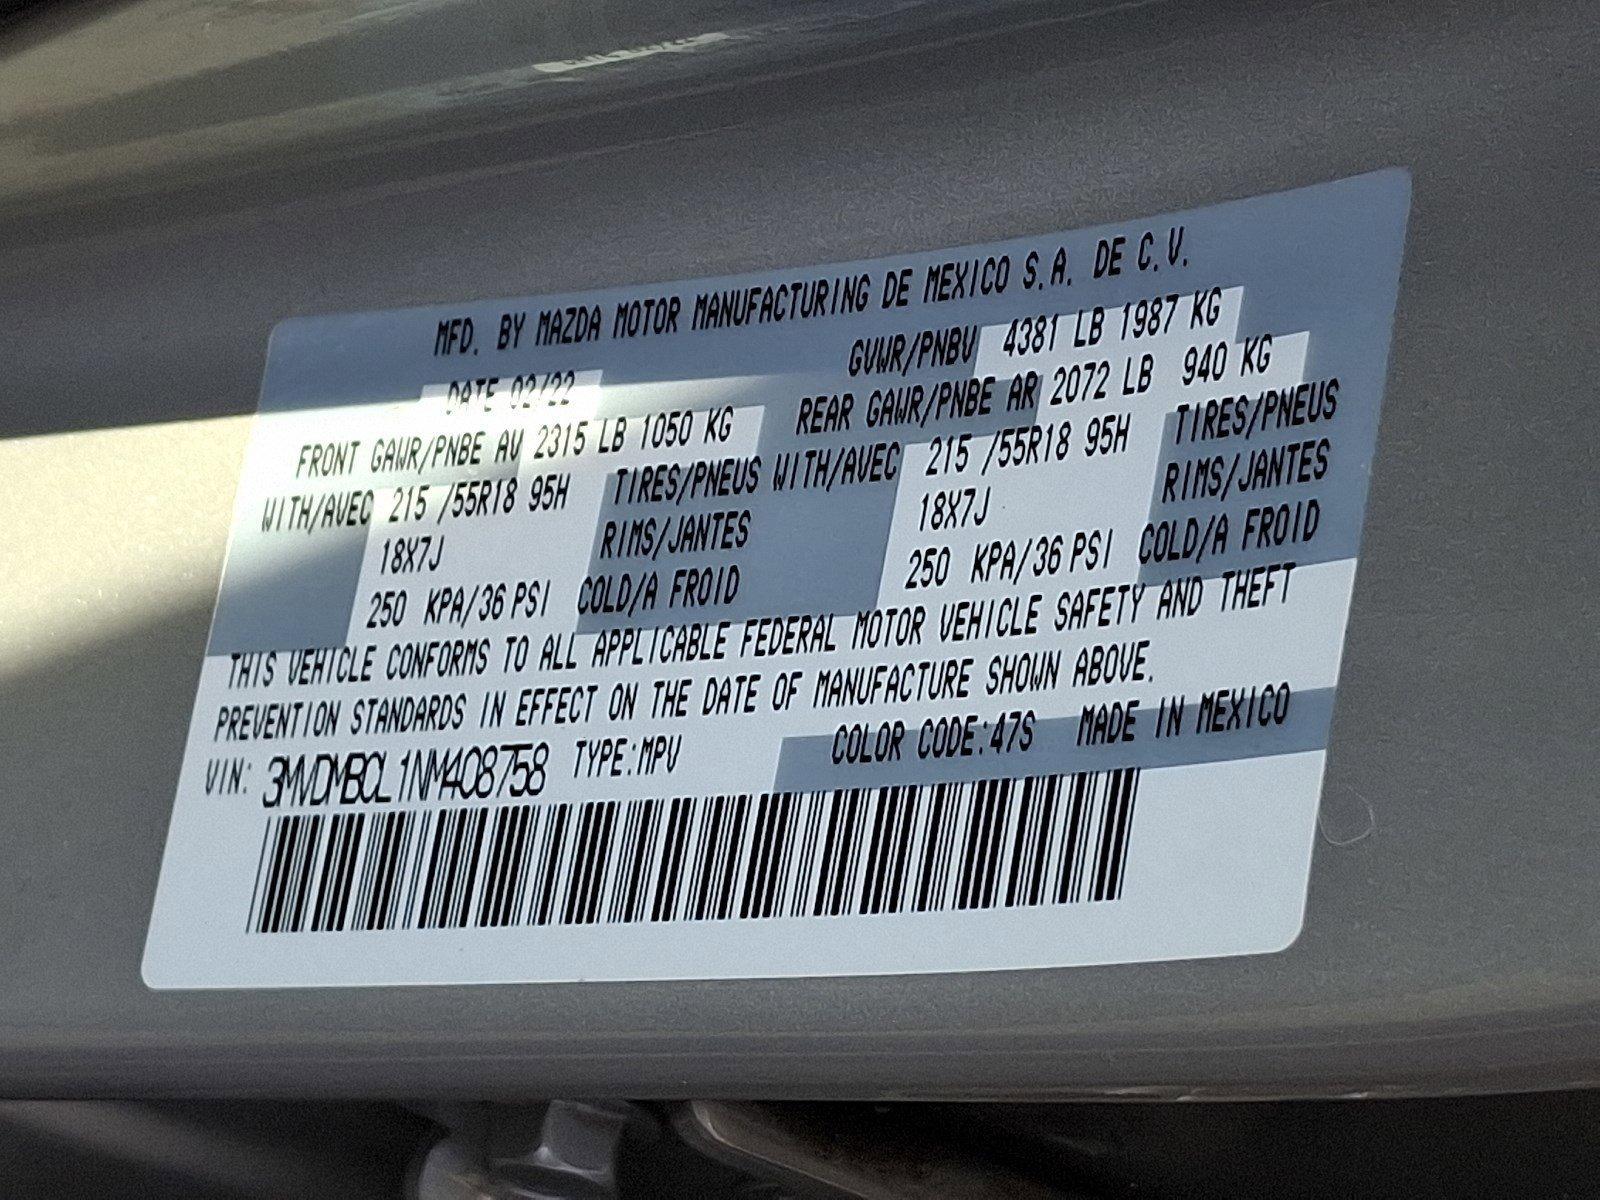 MFD. BY MAZDA MOTOR MANUFACTURING DE MEXICO S.A. DE C.V.
DATE 02/22 GVWR/PNBV 4381 LB 1987 KG
FRONT GAWR/PNBE AV 2315 LB 1050 KG REAR GAWR/PNBE AR 2072 LB 940 KG
WITH/AVEC 215 /55R18 95H TIRES/PNEUS WITH/AVEC 215 /55R18 95H TIRES/PNEUS
18X7J RIMS/JANTES 18X7J RIMS/JANTES
250 KPA/36 PSI COLD/A FROID 250 KPA/36 PSI COLD/A FROID
THIS VEHICLE CONFORMS TO ALL APPLICABLE FEDERAL MOTOR VEHICLE SAFETY AND THEFT
PREVENTION STANDARDS IN EFFECT ON THE DATE OF MANUFACTURE SHOWN ABOVE.
VIN: 3MVDMBCL1NM408758 TYPE:MPV COLOR CODE:47S MADE IN MEXICO